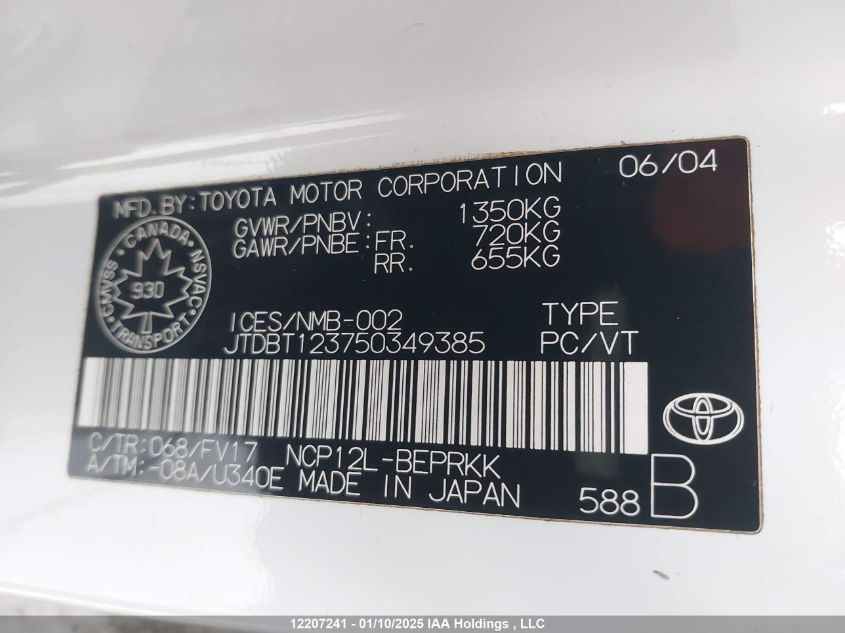 MFD.BY:TOYOTA MOTOR CORPORATION 06/04
GVWR/PNBV: 1350KG
GAWR/PNBE:FR. 720KG
RR. 655KG
CANADA
CMVSS 930 NSVAC
TRANSPORT
ICES/NMB-002 TYPE
JTDBT123750349385 PC/VT
C/TR:068/FV17 NCP12L-BEPRKK
A/TM:-08A/U340E MADE IN JAPAN
588 B
12207241 - 01/10/2025 IAA Holdings , LLC